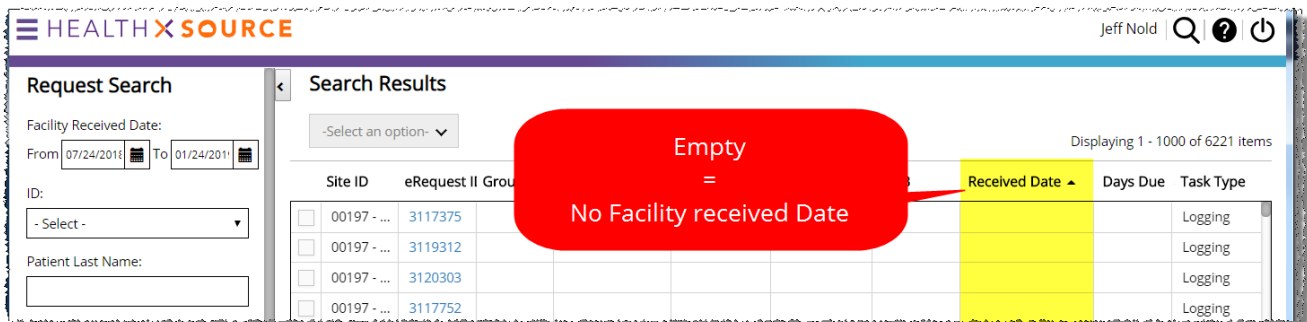 HEALTHXSOURCE
Jeff Nold
Request Search
Facility Received Date:
From 07/24/2018 To 01/24/201
ID:
- Select -
Patient Last Name:
Search Results
-Select an option-
Displaying 1 - 1000 of 6221 items
Empty
=
No Facility received Date
Site ID eRequest II Grou Received Date Days Due Task Type
00197 - ... 3117375 Logging
00197 - ... 3119312 Logging
00197 - ... 3120303 Logging
00197 - ... 3117752 Logging